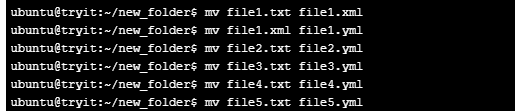 ubuntu@tryit:~/new_folder$ mv file1.txt file1.xml
ubuntu@tryit:~/new_folder$ mv file1.xml file1.yml
ubuntu@tryit:~/new_folder$ mv file2.txt file2.yml
ubuntu@tryit:~/new_folder$ mv file3.txt file3.yml
ubuntu@tryit:~/new_folder$ mv file4.txt file4.yml
ubuntu@tryit:~/new_folder$ mv file5.txt file5.yml